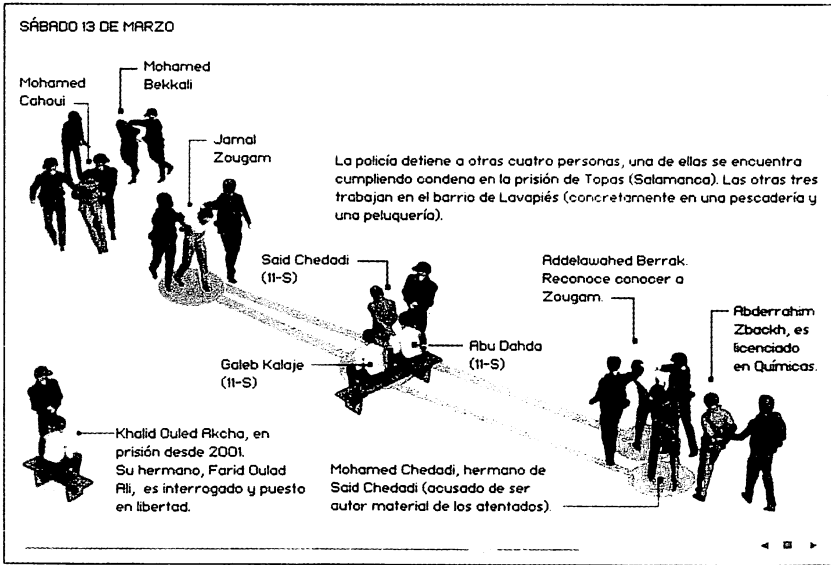 SÁBADO 13 DE MARZO
Mohamed
Cahoui
Mohamed
Bekkali
Jamal
Zougam
La policía detiene a otras cuatro personas, una de ellas se encuentra
cumpliendo condena en la prisión de Topas (Salamanca). Las otras tres
trabajan en el barrio de Lavapiés (concretamente en una pescadería y
una peluquería).
Said Chedadi
(11-S)
Galeb Kalaje
(11-S)
Abu Dahda
(11-S)
Addelawahed Berrak.
Reconoce conocer a
Zougam.
Abderrahim
Zbackh, es
licenciado
en Químicas.
Khalid Ouled Akcha, en
prisión desde 2001.
Su hermano, Farid Oulad
Ali, es interrogado y puesto
en libertad.
Mohamed Chedadi, hermano de
Said Chedadi (acusado de ser
autor material de los atentados).